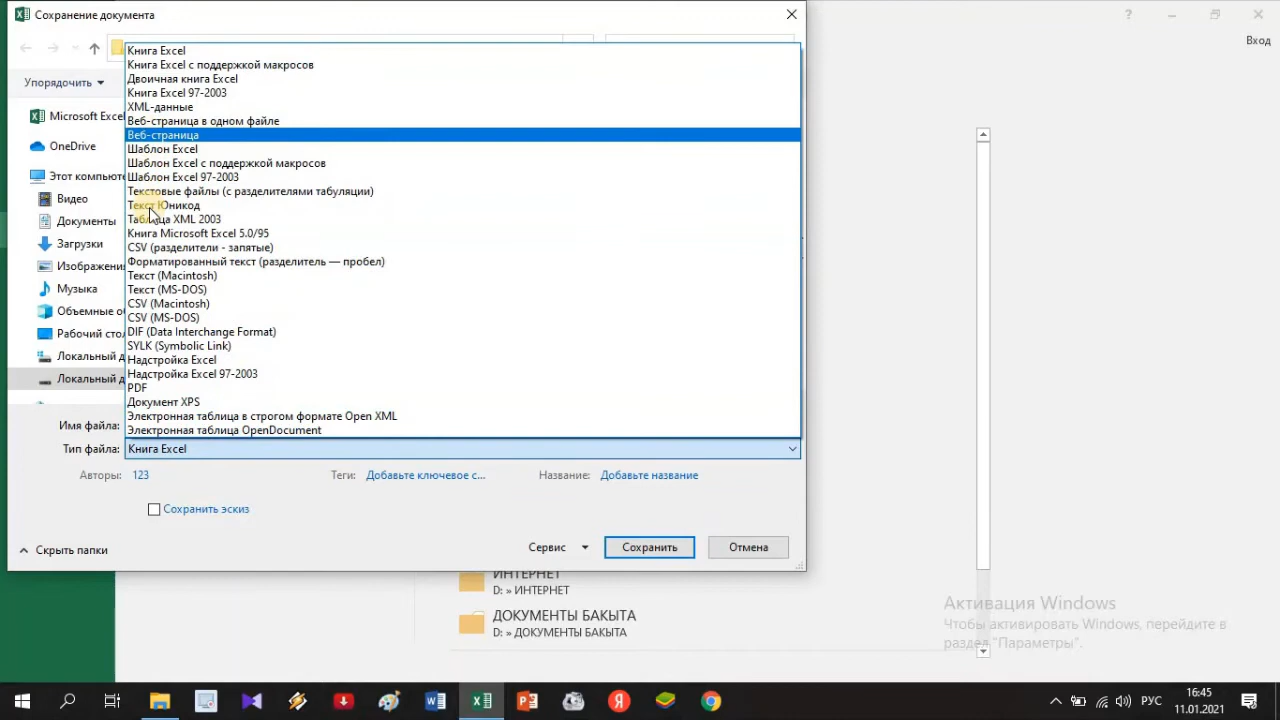 Сохранение документа
?
Вход
Упорядочить
Microsoft Excel
OneDrive
Этот компьюте
Видео
Документы
Загрузки
Изображени
Музыка
Объемные о
Рабочий стол
Локальный д
Локальный д
Книга Excel
Книга Excel с поддержкой макросов
Двоичная книга Excel
Книга Excel 97-2003
XML-данные
Веб-страница в одном файле
Веб-страница
Шаблон Excel
Шаблон Excel с поддержкой макросов
Шаблон Excel 97-2003
Текстовые файлы (с разделителями табуляции)
Текст Юникод
Таблица XML 2003
Книга Microsoft Excel 5.0/95
CSV (разделители - запятые)
Форматированный текст (разделитель — пробел)
Текст (Macintosh)
Текст (MS-DOS)
CSV (Macintosh)
CSV (MS-DOS)
DIF (Data Interchange Format)
SYLK (Symbolic Link)
Надстройка Excel
Надстройка Excel 97-2003
PDF
Документ XPS
Электронная таблица в строгом формате Open XML
Электронная таблица OpenDocument
Имя файла:
Тип файла: Книга Excel
Авторы: 123 Теги: Добавьте ключевое с... Название: Добавьте название
Сохранить эскиз
Скрыть папки Сервис Сохранить Отмена
ИНТЕРНЕТ
D: » ИНТЕРНЕТ
ДОКУМЕНТЫ БАКЫТА
D: » ДОКУМЕНТЫ БАКЫТА
Активация Windows
Чтобы активировать Windows, перейдите в
раздел "Параметры".
РУС
16:45
11.01.2021